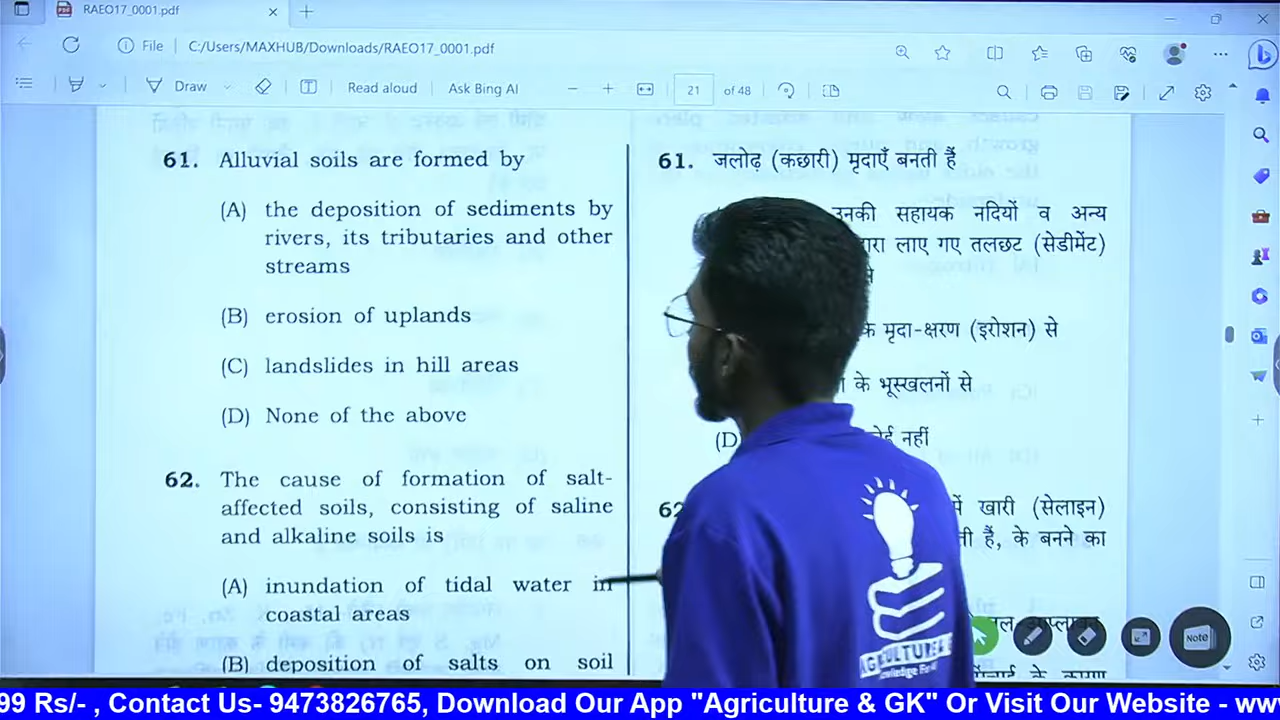 RAEO17_0001.pdf
File
C:/Users/MAXHUB/Downloads/RAEO17_0001.pdf
Draw
Read aloud
Ask Bing AI
21
of 48
61. Alluvial soils are formed by
(A) the deposition of sediments by
rivers, its tributaries and other
streams
(B) erosion of uplands
(C) landslides in hill areas
(D) None of the above
62. The cause of formation of salt-
affected soils, consisting of saline
and alkaline soils is
(A) inundation of tidal water in
coastal areas
(B) deposition of salts on soil
61. जलोढ़ (कछारी) मृदाएँ बनती हैं
उनकी सहायक नदियों व अन्य
लाए गए तलछट (सेडीमेंट)
मृदा-क्षरण (इरोशन) से
के भूस्खलनों से
(D
नहीं
62
में खारी (सेलाइन)
हैं, के बनने का
के कारण
Note
99 Rs/- , Contact Us- 9473826765, Download Our App "Agriculture & GK" Or Visit Our Website - ww